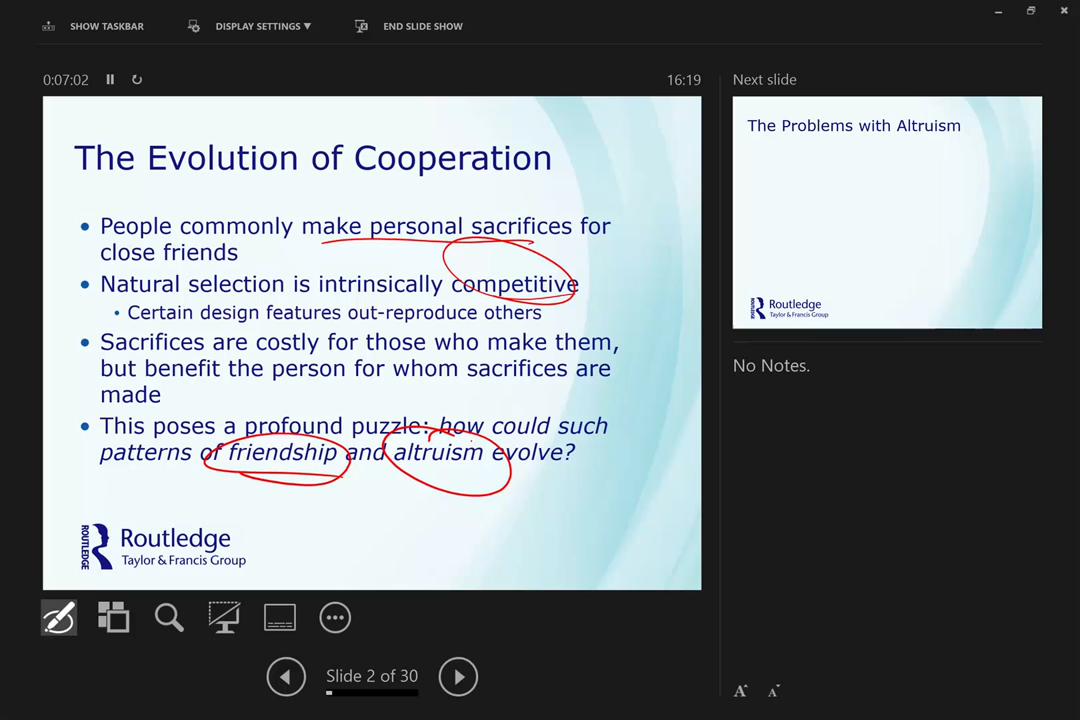 SHOW TASKBAR
DISPLAY SETTINGS ▼
END SLIDE SHOW
0:07:02
16:19
Next slide
The Evolution of Cooperation
• People commonly make personal sacrifices for
close friends
• Natural selection is intrinsically competitive
• Certain design features out-reproduce others
• Sacrifices are costly for those who make them,
but benefit the person for whom sacrifices are
made
• This poses a profound puzzle: how could such
patterns of friendship and altruism evolve?
ROUTLEDGE
Routledge
Taylor & Francis Group
The Problems with Altruism
ROUTLEDGE
Routledge
Taylor & Francis Group
No Notes.
Slide 2 of 30
A A